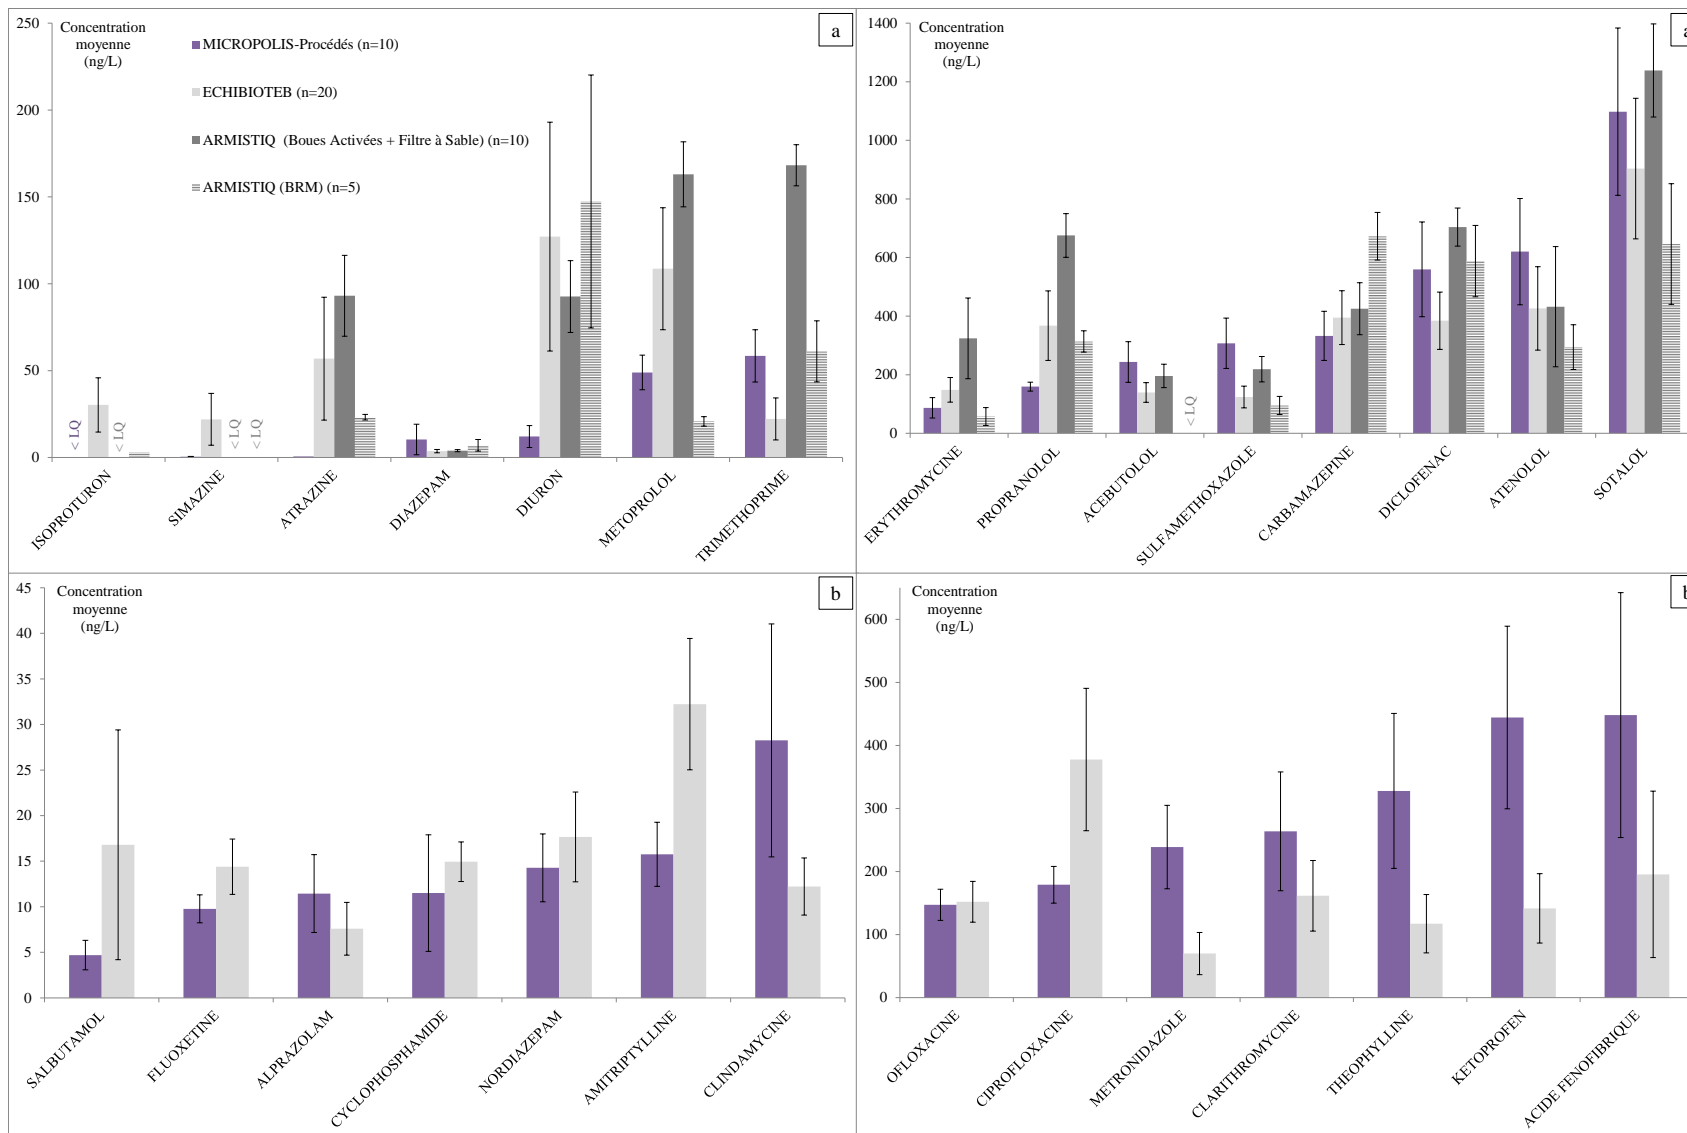 250
200
150
100
50
0
Concentration
moyenne
(ng/L)
a
MICROPOLIS-Procédés (n=10)
ECHIBIOTEB (n=20)
ARMISTIQ (Boues Activées + Filtre à Sable) (n=10)
ARMISTIQ (BRM) (n=5)
< LQ
< LQ
< LQ
< LQ
ISOPROTURON
SIMAZINE
ATRAZINE
DIAZEPAM
DIURON
METOPROLOL
TRIMETHOPRIME
1400
1200
1000
800
600
400
200
0
Concentration
moyenne
(ng/L)
a
< LQ
ERYTHROMYCINE
PROPRANOLOL
ACEBUTOLOL
SULFAMETHOXAZOLE
CARBAMAZEPINE
DICLOFENAC
ATENOLOL
SOTALOL
45
40
35
30
25
20
15
10
5
0
Concentration
moyenne
(ng/L)
b
SALBUTAMOL
FLUOXETINE
ALPRAZOLAM
CYCLOPHOSPHAMIDE
NORDIAZEPAM
AMITRIPTYLLINE
CLINDAMYCINE
600
500
400
300
200
100
0
Concentration
moyenne
(ng/L)
b
OFLOXACINE
CIPROFLOXACINE
METRONIDAZOLE
CLARITHROMYCINE
THEOPHYLLINE
KETOPROFEN
ACIDE FENOFIBRIQUE